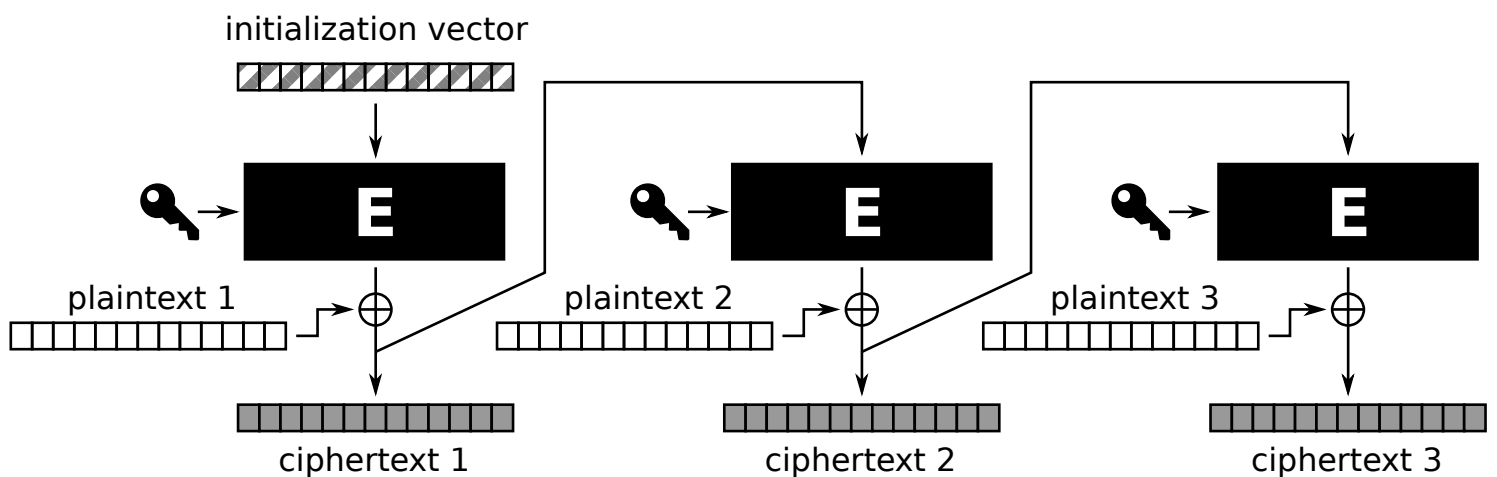 initialization vector
E
E
E
plaintext 1
plaintext 2
plaintext 3
ciphertext 1
ciphertext 2
ciphertext 3